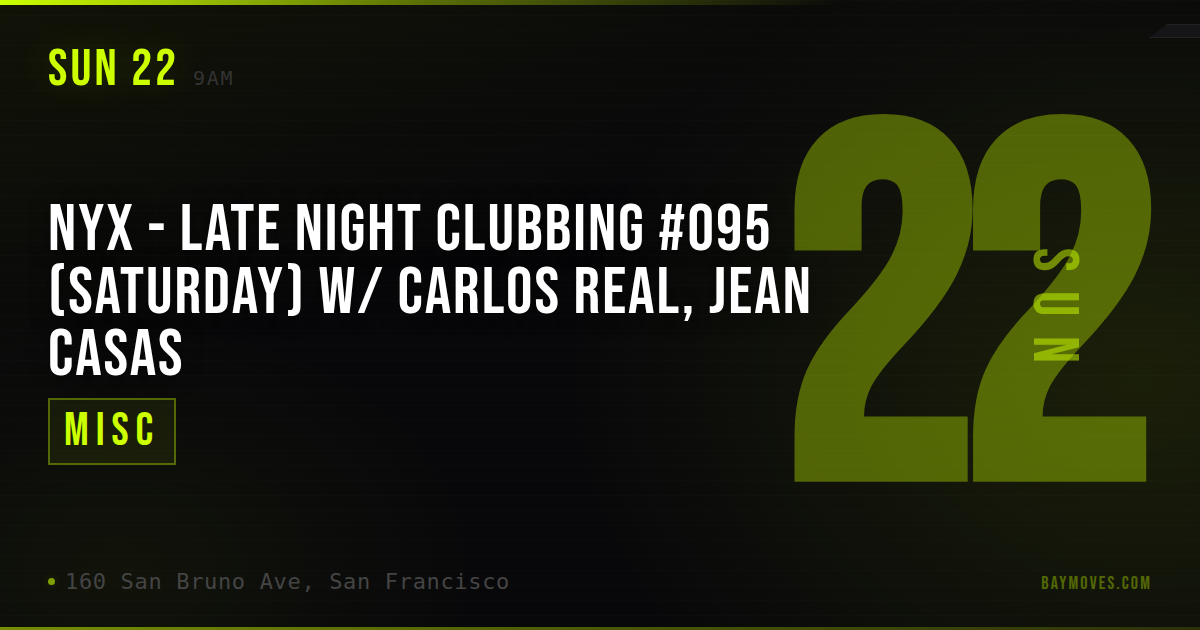 SUN 22 9AM
NYX - LATE NIGHT CLUBBING #095
(SATURDAY) W/ CARLOS REAL, JEAN
CASAS
MISC
22
SUN
160 San Bruno Ave, San Francisco
BAYMOVES.COM